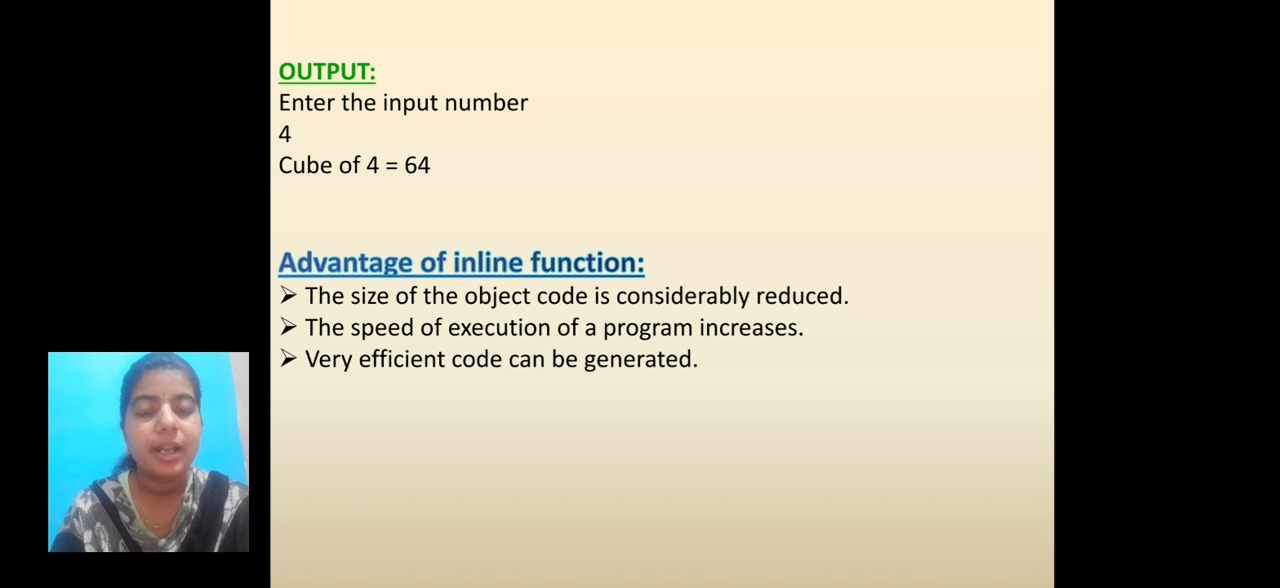 OUTPUT:
Enter the input number
4
Cube of 4 = 64
Advantage of inline function:
➢ The size of the object code is considerably reduced.
➢ The speed of execution of a program increases.
➢ Very efficient code can be generated.